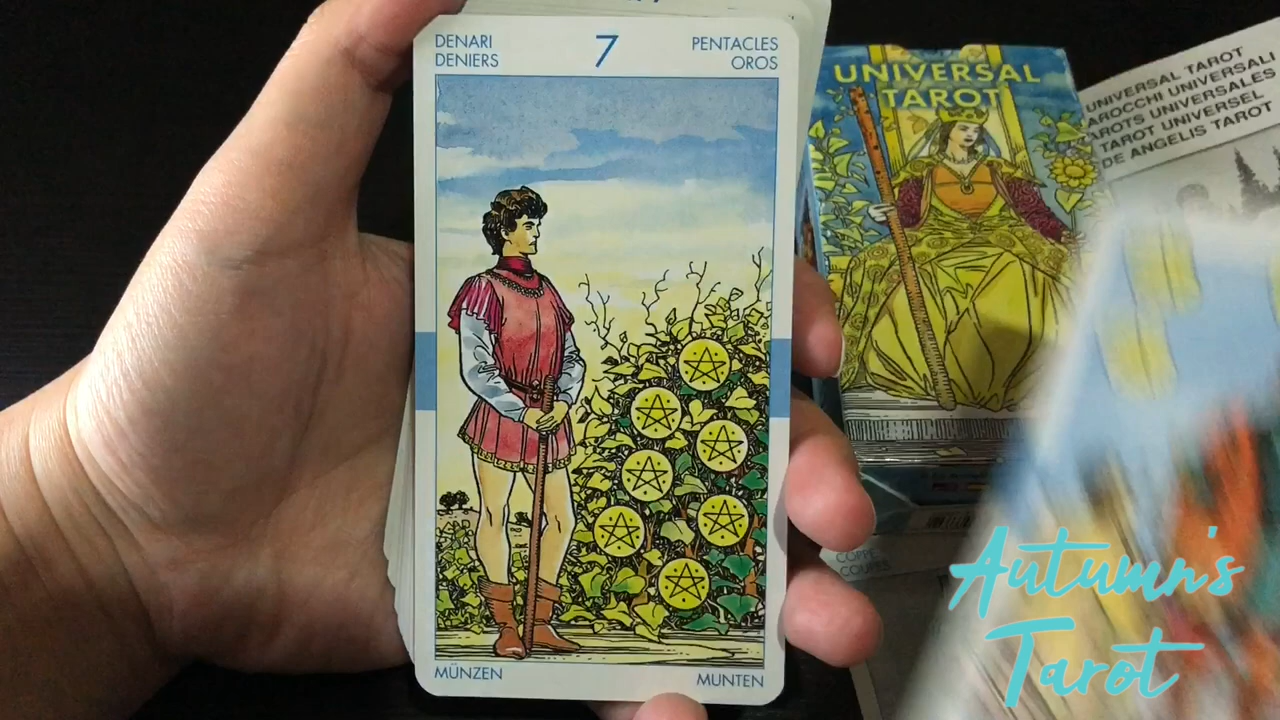 DENARI
DENIERS
7
PENTACLES
OROS
MÜNZEN
MUNTEN
UNIVERSAL
TAROT
UNIVERSAL TAROT
TAROCCHI UNIVERSALI
TAROTS UNIVERSALES
TAROT UNIVERSEL
DE ANGELIS TAROT
COPPE
COUPES
Autumn's
Tarot